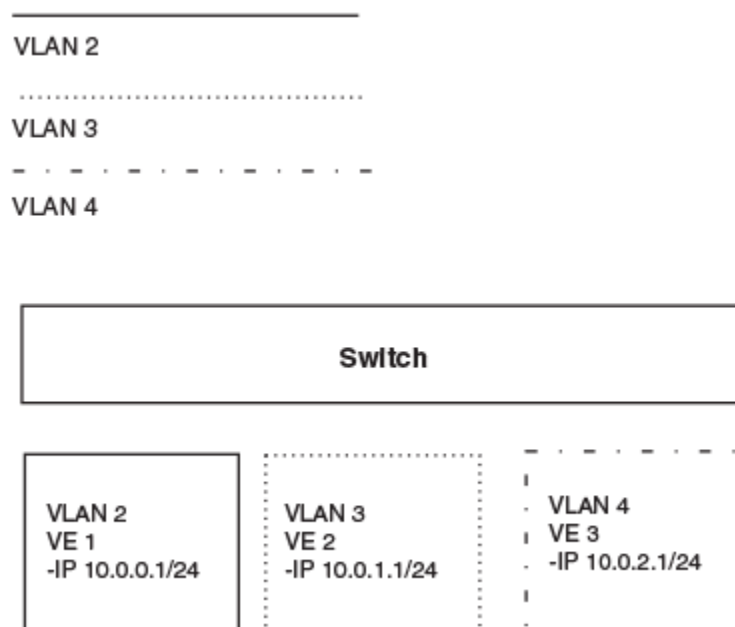 VLAN 2
VLAN 3
VLAN 4
Switch
VLAN 2
VE 1
-IP 10.0.0.1/24
VLAN 3
VE 2
-IP 10.0.1.1/24
VLAN 4
VE 3
-IP 10.0.2.1/24